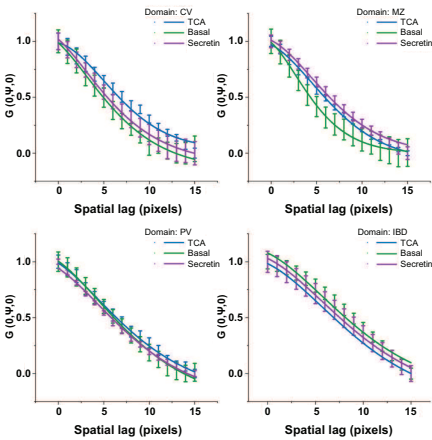 Domain: CV
TCA
Basal
Secretin
G (0,Ψ,0)
1.0
0.5
0.0
0
5
10
15
Spatial lag (pixels)
Domain: MZ
TCA
Basal
Secretin
G (0,Ψ,0)
1.0
0.5
0.0
0
5
10
15
Spatial lag (pixels)
Domain: PV
TCA
Basal
Secretin
G (0,Ψ,0)
1.0
0.5
0.0
0
5
10
15
Spatial lag (pixels)
Domain: IBD
TCA
Basal
Secretin
G (0,Ψ,0)
1.0
0.5
0.0
0
5
10
15
Spatial lag (pixels)